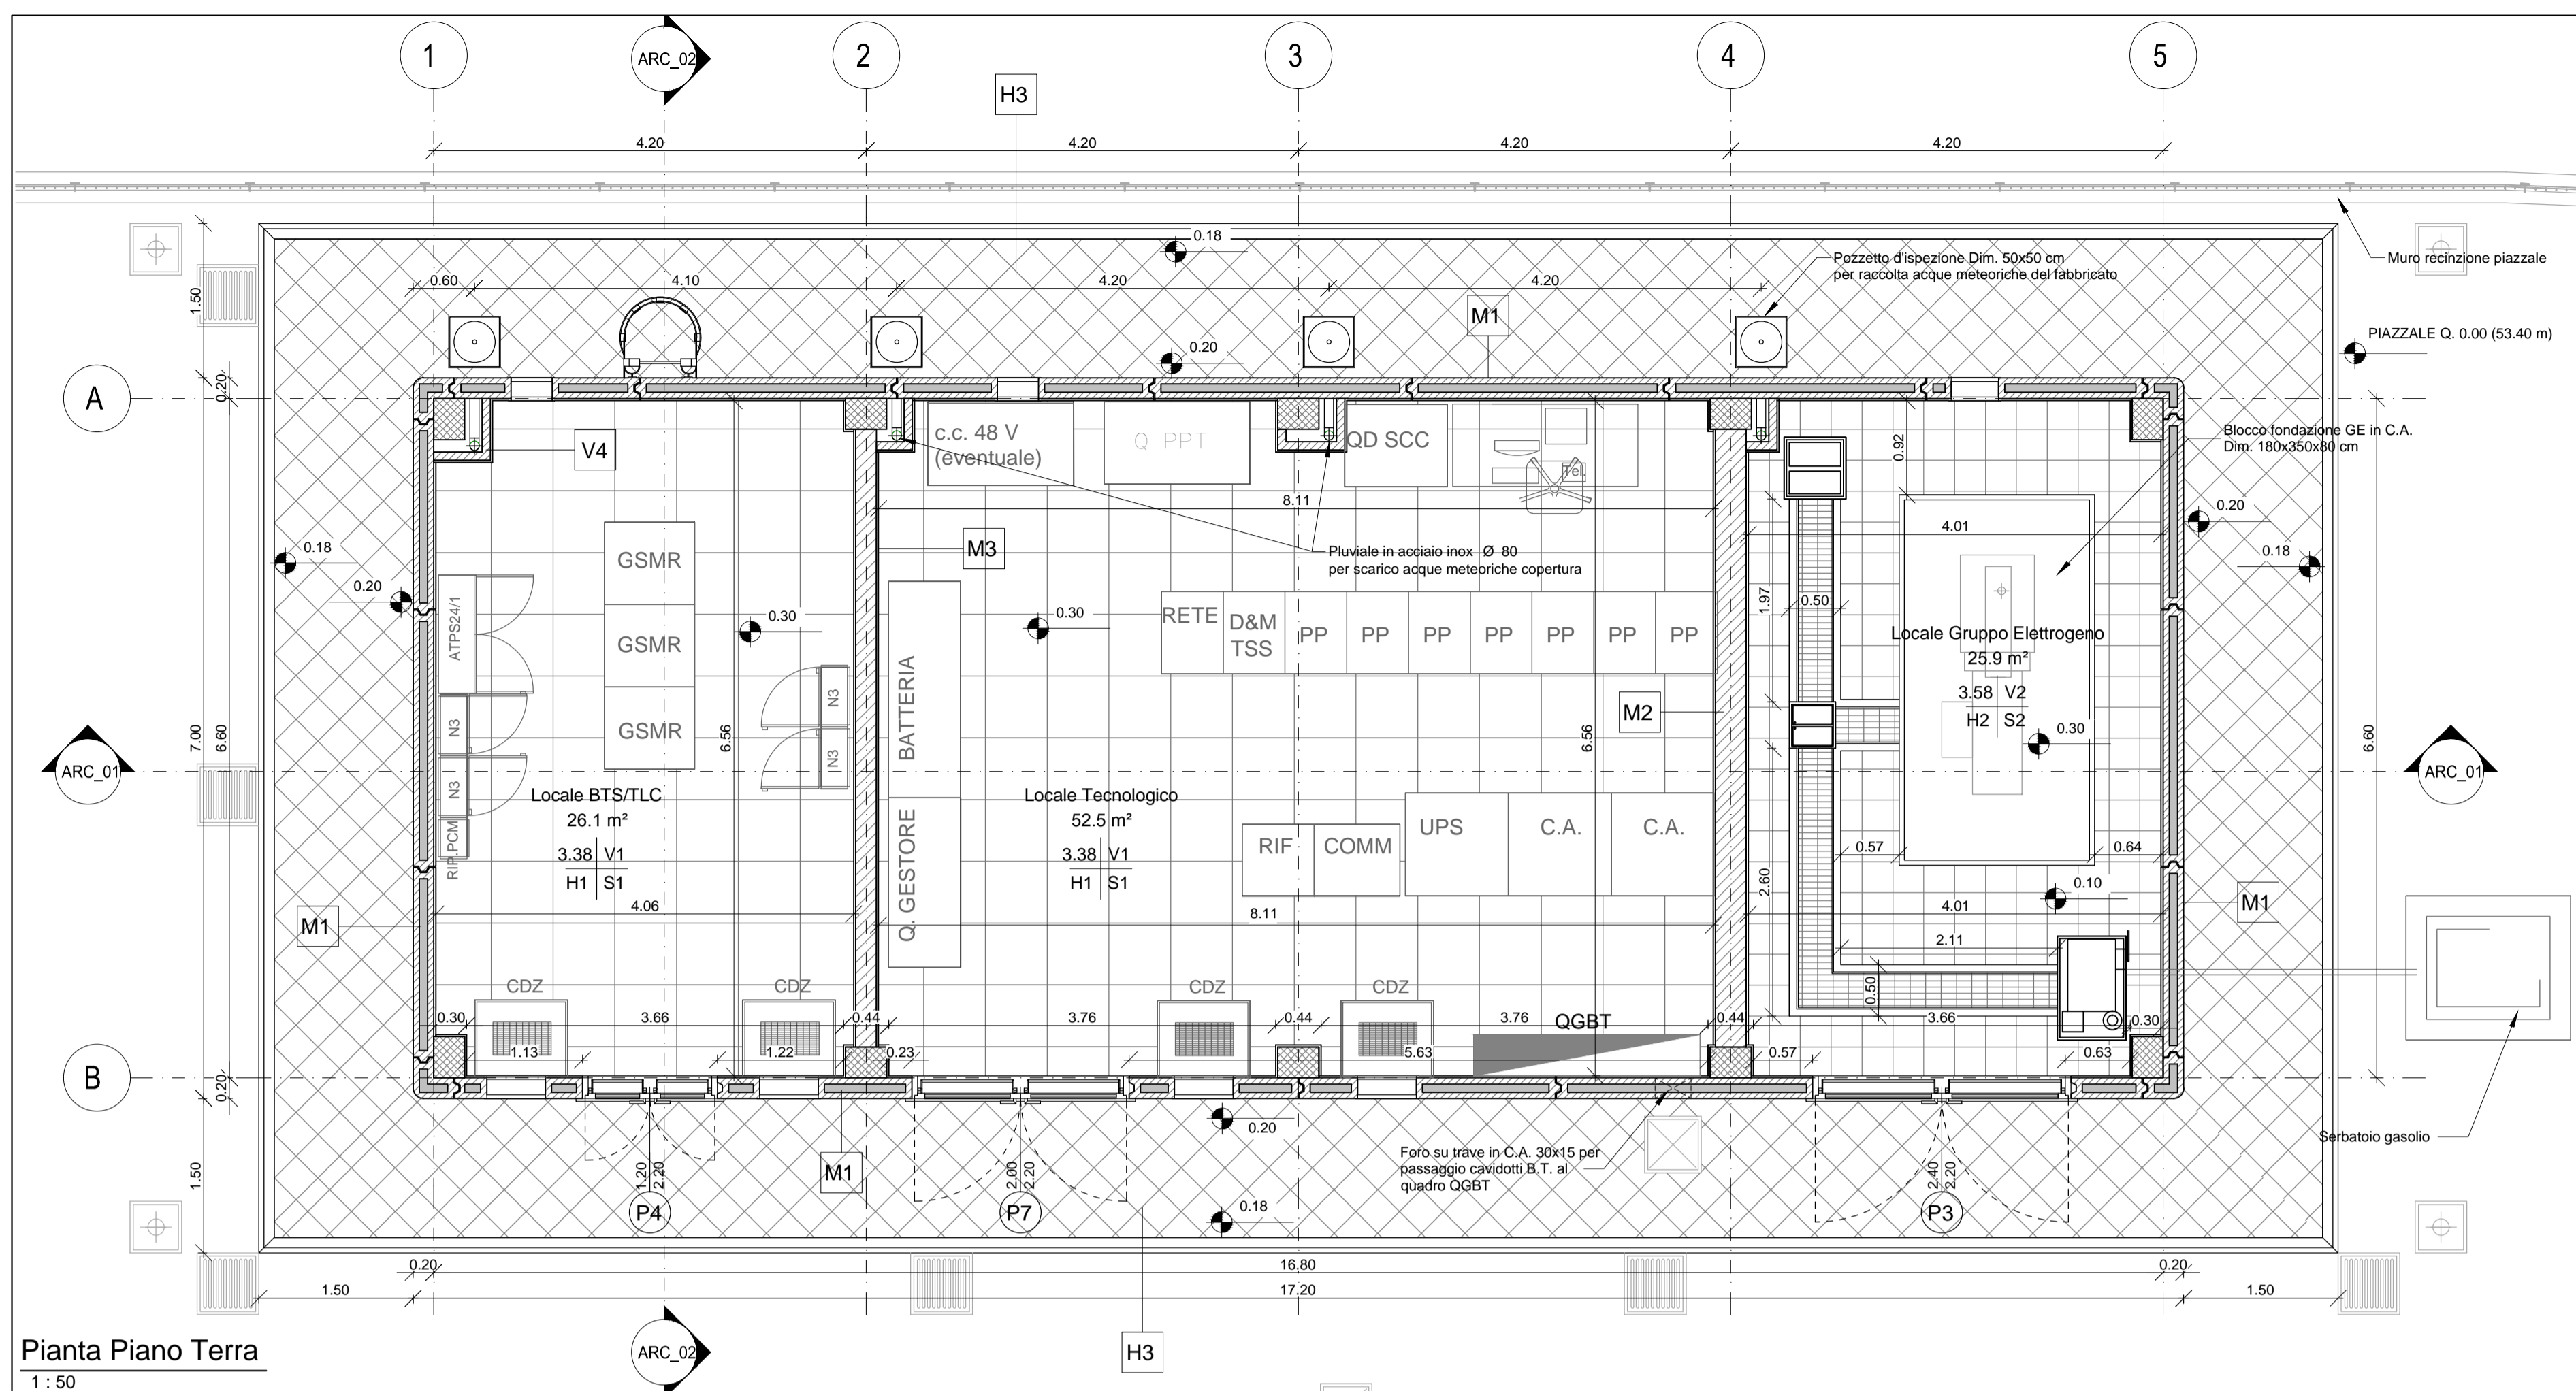 1
ARC_02
2
3
4
5
H3
4.20
4.20
4.20
4.20
0.18
Pozzetto d'ispezione Dim. 50x50 cm
per raccolta acque meteoriche del fabbricato
Muro recinzione piazzale
1.50
0.60
4.10
4.20
4.20
M1
PIAZZALE Q. 0.00 (53.40 m)
0.20
A
0.20
V4
c.c. 48 V
(eventuale)
Q PPT
QD SCC
Tel.
0.92
Blocco fondazione GE in C.A.
Dim. 180x350x80 cm
8.11
4.01
0.20
0.18
M3
Pluviale in acciaio inox Ø 80
per scarico acque meteoriche copertura
0.18
0.20
GSMR
GSMR
GSMR
ATPS24/1
N3
N3
RIP.PCM
N3
N3
0.30
0.30
RETE
D&M
TSS
PP
PP
PP
PP
PP
PP
PP
1.97
0.50
Locale Gruppo Elettrogeno
25.9 m²
3.58 V2
H2 S2
0.30
M2
BATTERIA
Q. GESTORE
6.56
6.56
7.00
6.60
6.60
ARC_01
ARC_01
Locale BTS/TLC
26.1 m²
3.38 V1
H1 S1
Locale Tecnologico
52.5 m²
3.38 V1
H1 S1
RIF
COMM
UPS
C.A.
C.A.
2.60
0.57
0.64
0.10
M1
4.06
8.11
4.01
M1
2.11
0.50
CDZ
CDZ
CDZ
CDZ
0.30
3.66
0.44
3.76
0.44
3.76
QGBT
0.44
3.66
0.30
1.13
1.22
0.23
5.63
0.57
0.63
B
0.20
1.50
0.20
Foro su trave in C.A. 30x15 per
passaggio cavidotti B.T. al
quadro QGBT
Serbatoio gasolio
M1
1.20
2.20
2.00
2.20
2.40
2.20
P4
P7
P3
0.18
0.20
16.80
0.20
1.50
17.20
1.50
ARC_02
H3
Pianta Piano Terra
1 : 50